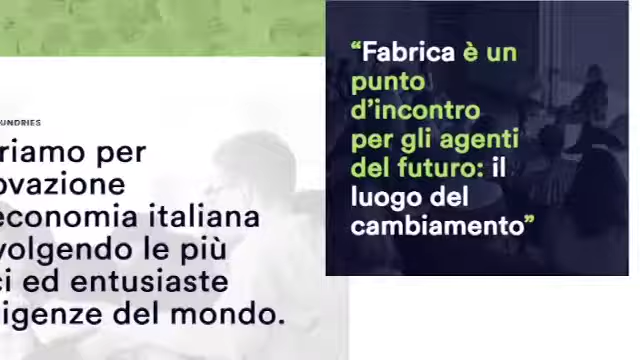 UNDRIES
riamo per
ovazione
economia italiana
volgendo le più
ci ed entusiaste
igenze del mondo.
“Fabrica è un
punto
d’incontro
per gli agenti
del futuro: il
luogo del
cambiamento”